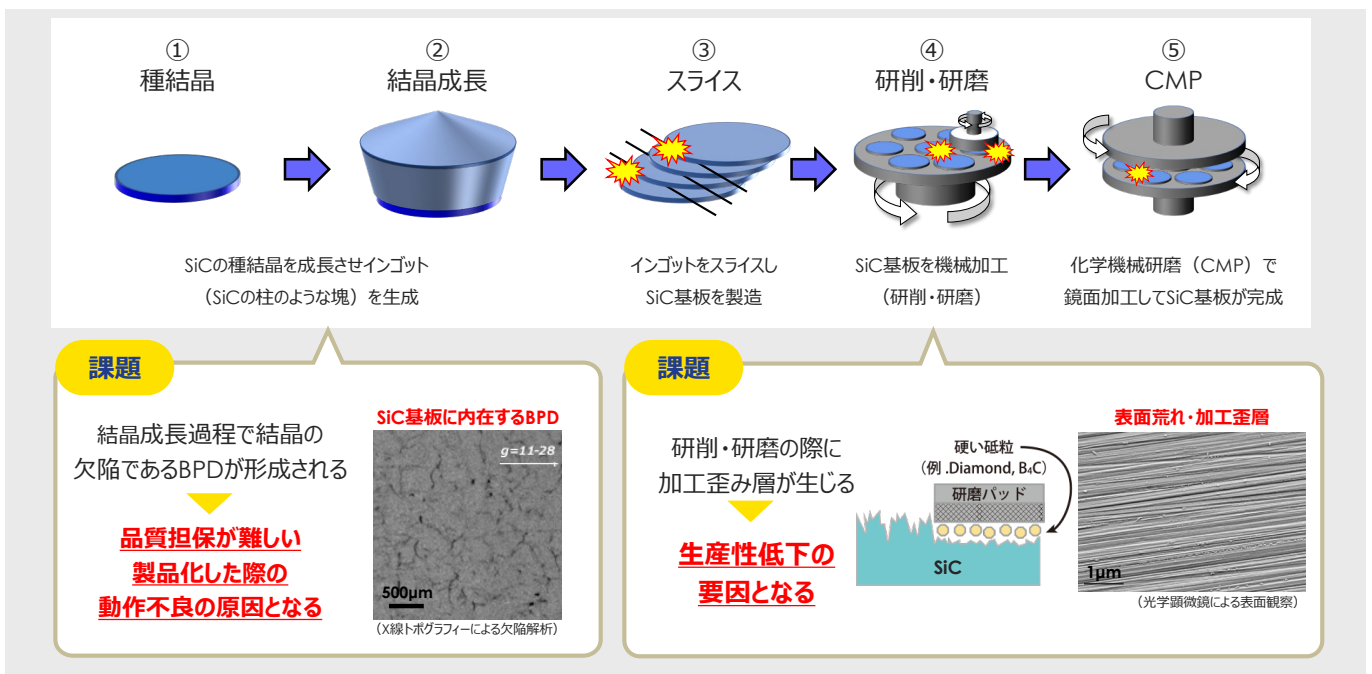 ①
種結晶
②
結晶成長
③
スライス
④
研削・研磨
⑤
CMP
SiCの種結晶を成長させインゴット
（SiCの柱のような塊）を生成
インゴットをスライスし
SiC基板を製造
SiC基板を機械加工
（研削・研磨）
化学機械研磨（CMP）で
鏡面加工してSiC基板が完成
課題
結晶成長過程で結晶の
欠陥であるBPDが形成される
品質担保が難しい
製品化した際の
動作不良の原因となる
SiC基板に内在するBPD
g=11-28
500μm
（X線トポグラフィーによる欠陥解析）
課題
研削・研磨の際に
加工歪み層が生じる
生産性低下の
要因となる
硬い砥粒
（例 .Diamond, B₄C）
研磨パッド
SiC
表面荒れ・加工歪層
1μm
（光学顕微鏡による表面観察）